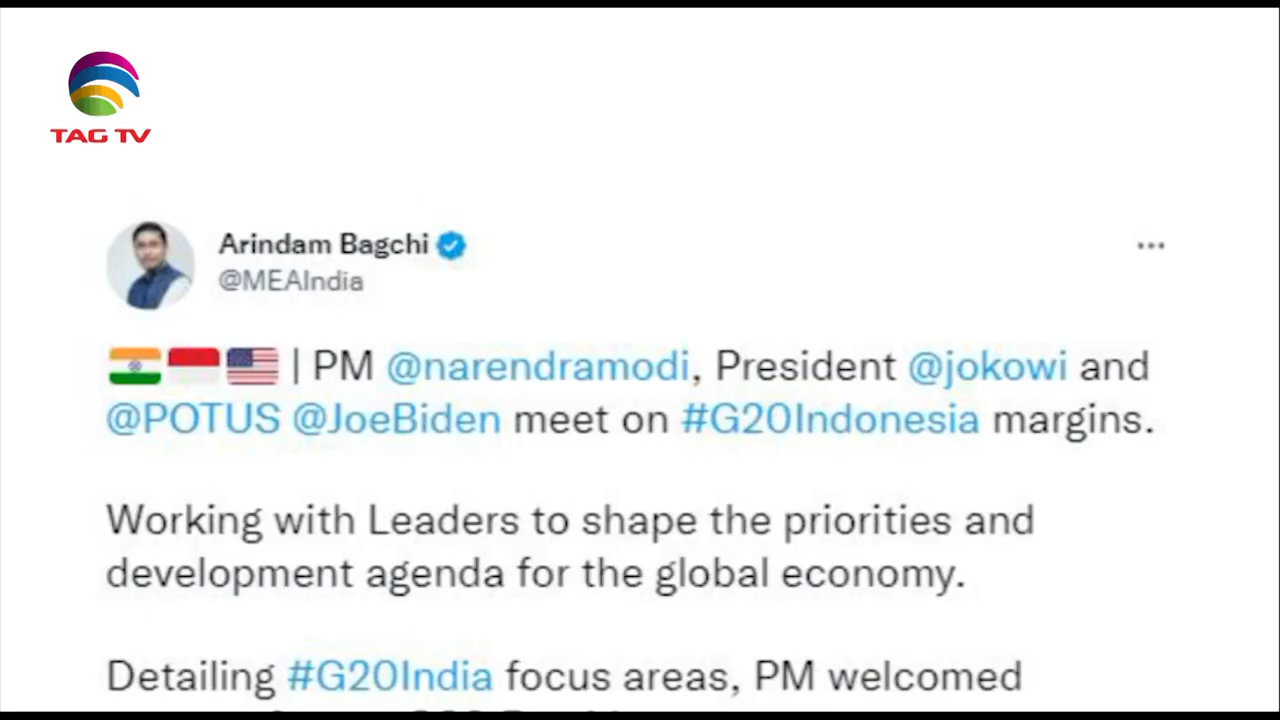 TAG TV
Arindam Bagchi
@MEAIndia
| PM @narendramodi, President @jokowi and
@POTUS @JoeBiden meet on #G20Indonesia margins.
Working with Leaders to shape the priorities and
development agenda for the global economy.
Detailing #G20India focus areas, PM welcomed